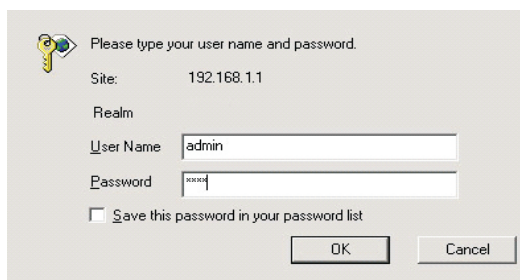 Please type your user name and password.
Site: 192.168.1.1
Realm
User Name admin
Password ****
Save this password in your password list
OK Cancel